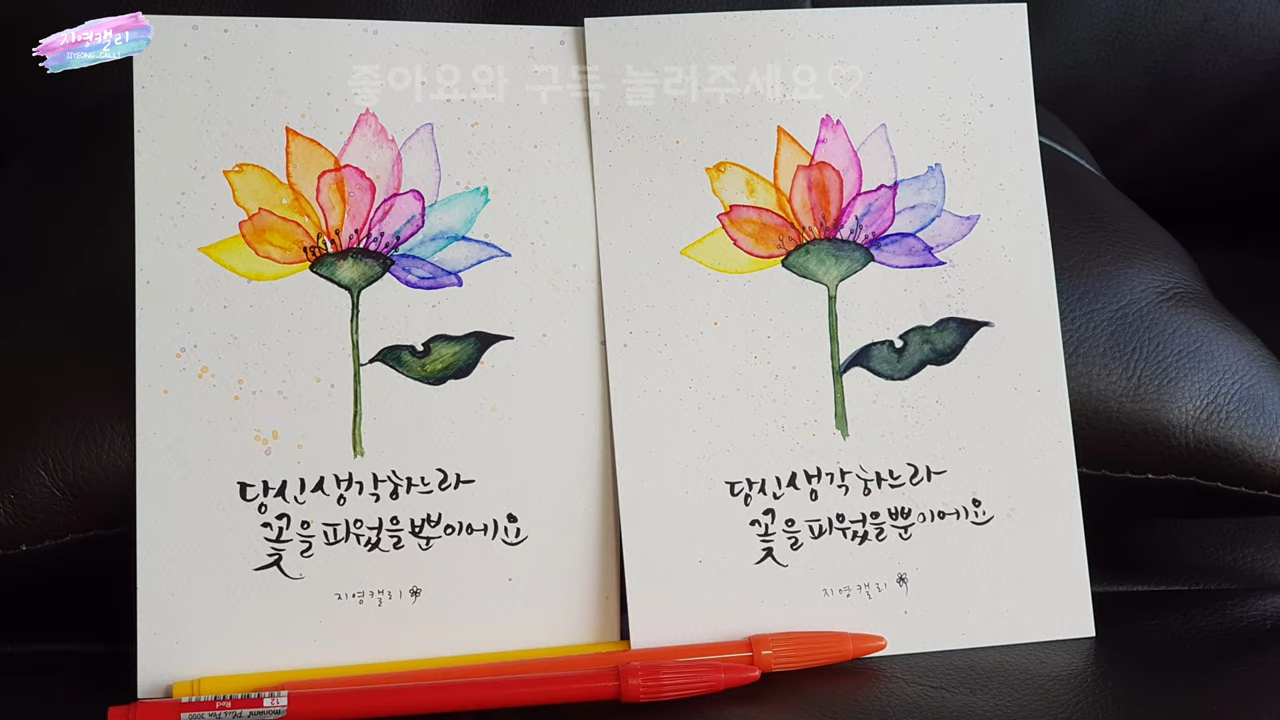 지영캘리
JIYEONG_CALLI
좋아요와 구독 눌러주세요♡
당신 생각하느라
꽃을 피웠을 뿐이에요
지영캘리
당신 생각하느라
꽃을 피웠을 뿐이에요
지영캘리
12
Red
monami Plus Pen 3000